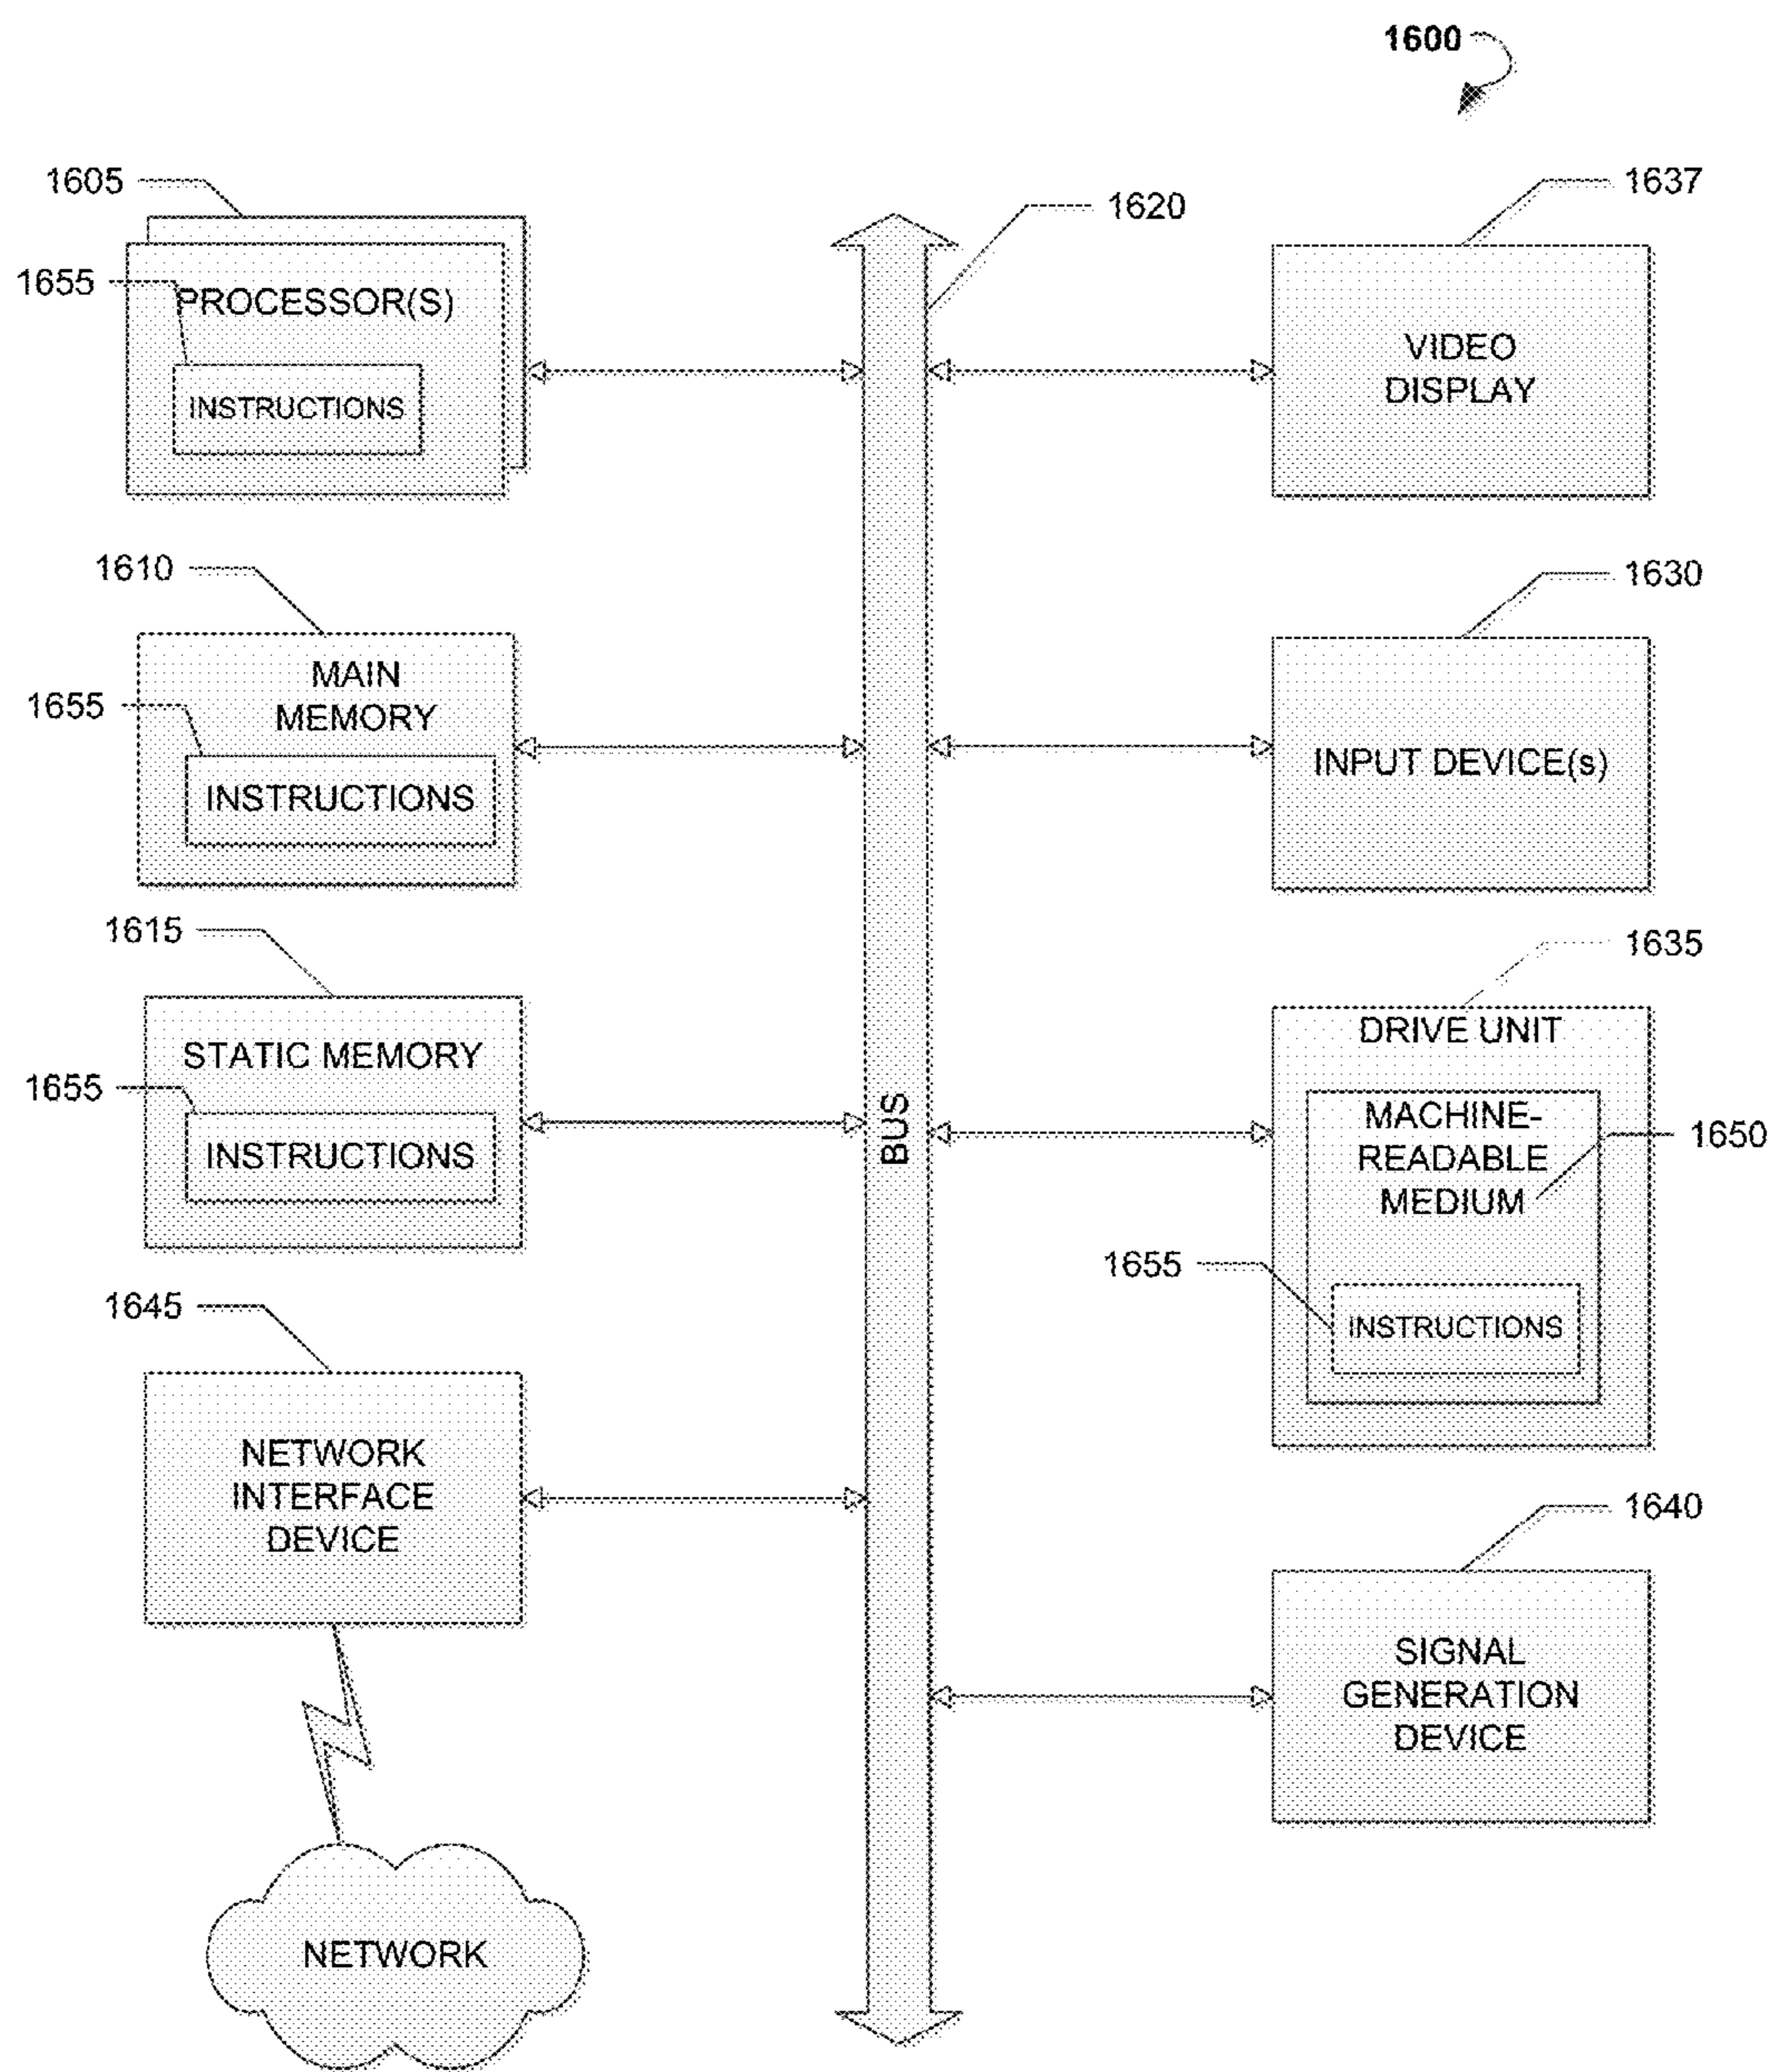 1600
1605
1655
PROCESSOR(S)
INSTRUCTIONS
1620
1637
VIDEO
DISPLAY
1610
1655
MAIN
MEMORY
INSTRUCTIONS
1630
INPUT DEVICE(s)
1615
1655
STATIC MEMORY
INSTRUCTIONS
BUS
1635
DRIVE UNIT
MACHINE-
READABLE
MEDIUM
1650
1655
INSTRUCTIONS
1645
NETWORK
INTERFACE
DEVICE
1640
SIGNAL
GENERATION
DEVICE
NETWORK